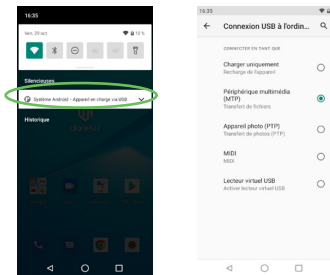 16:35
Ven. 29 oct.
10 %
Silencieuses
Système Android • Appareil en charge via USB
Historique
16:35
Connexion USB à l'ordin...
CONNECTER EN TANT QUE
Charger uniquement
Recharge de l'appareil
Périphérique multimédia
(MTP)
Transfert de fichiers
Appareil photo (PTP)
Transfert de photos (PTP)
MIDI
MIDI
Lecteur virtuel USB
Activer lecteur virtuel USB